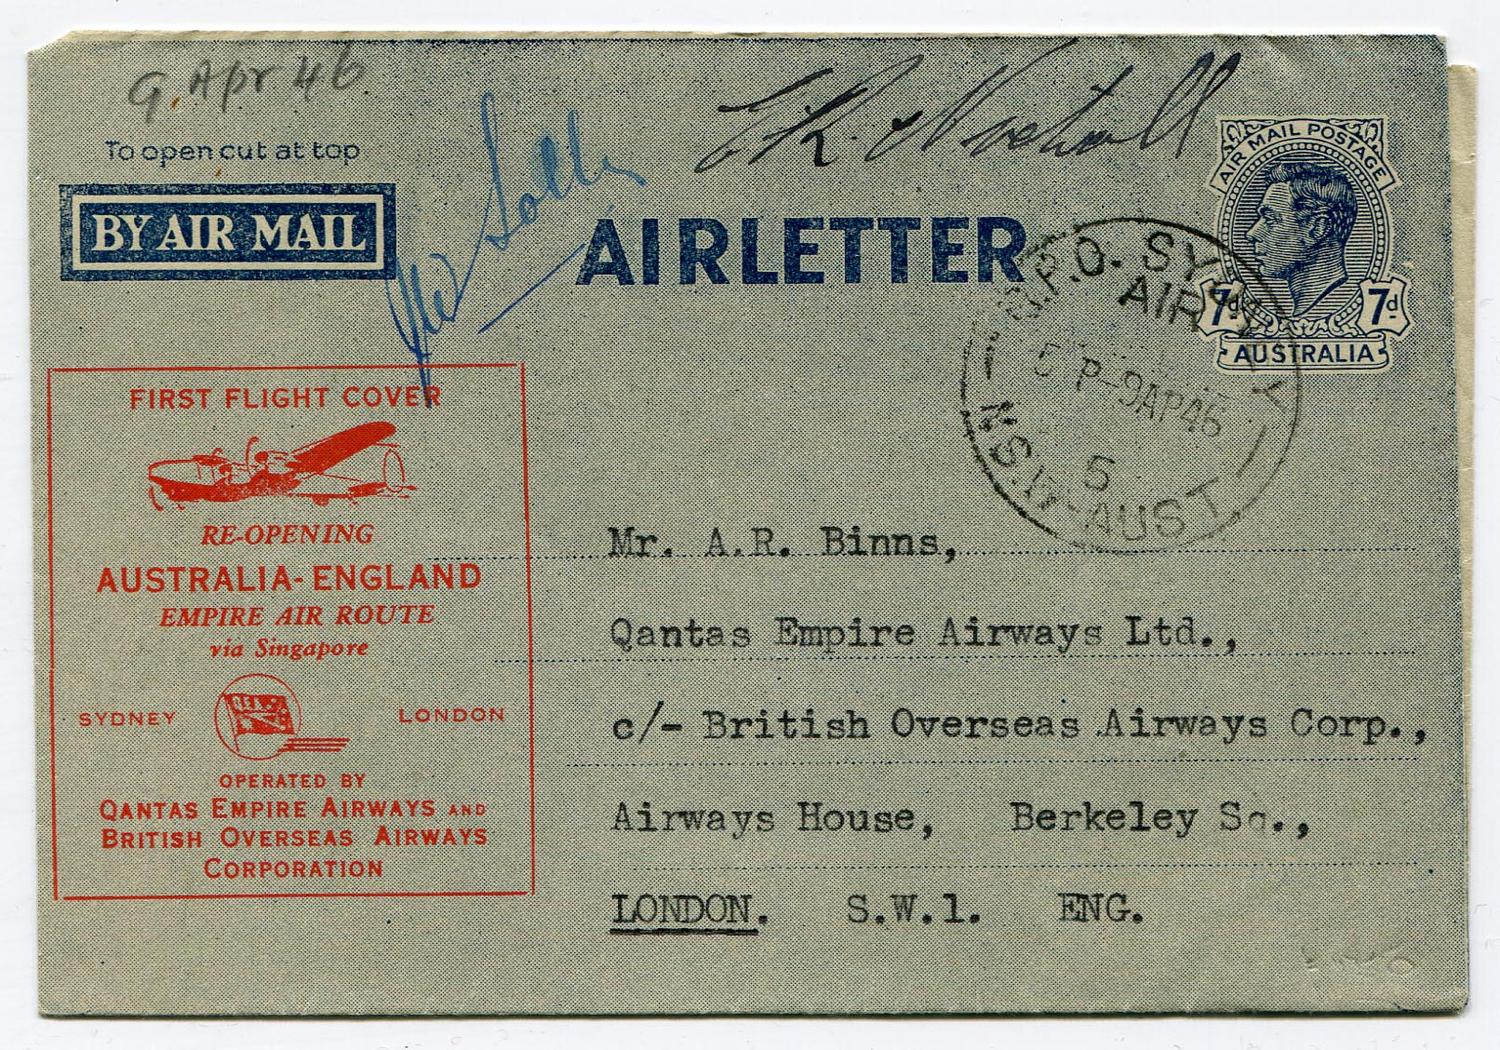 9. Apr 46
To open cut at top
BY AIR MAIL
AIRLETTER
AIR MAIL POSTAGE
7d 7d
AUSTRALIA
G.P.O. SYDNEY
AIR
5 P-9AP46
5
N.S.W.-AUST
FIRST FLIGHT COVER
RE-OPENING
AUSTRALIA-ENGLAND
EMPIRE AIR ROUTE
via Singapore
SYDNEY LONDON
OPERATED BY
QANTAS EMPIRE AIRWAYS AND
BRITISH OVERSEAS AIRWAYS
CORPORATION
Mr. A.R. Binns,
Qantas Empire Airways Ltd.,
c/- British Overseas Airways Corp.,
Airways House, Berkeley Sq.,
LONDON. S.W.1. ENG.